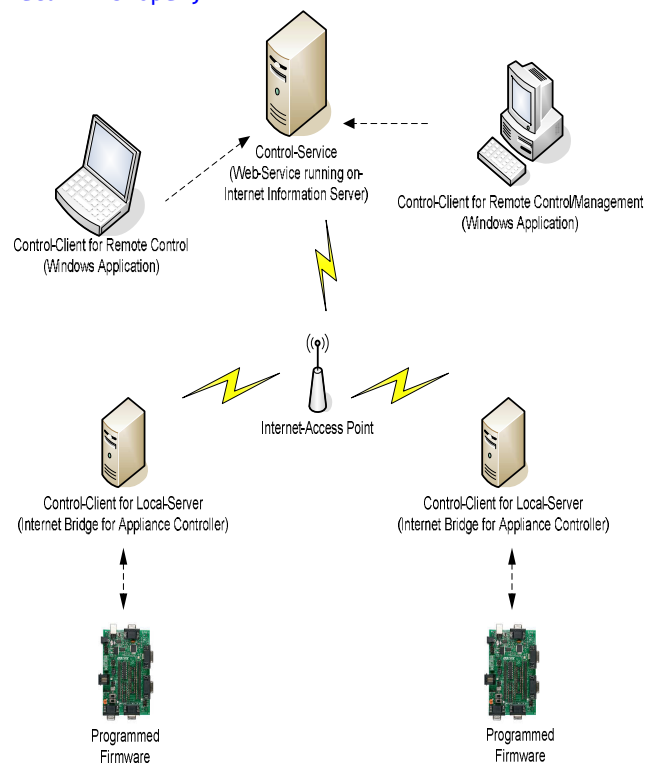 Control-Service
(Web-Service running on-
Internet Information Server)
Control-Client for Remote Control/Management
(Windows Application)
Control-Client for Remote Control
(Windows Application)
Internet-Access Point
Control-Client for Local-Server
(Internet Bridge for Appliance Controller)
Control-Client for Local-Server
(Internet Bridge for Appliance Controller)
Programmed
Firmware
Programmed
Firmware